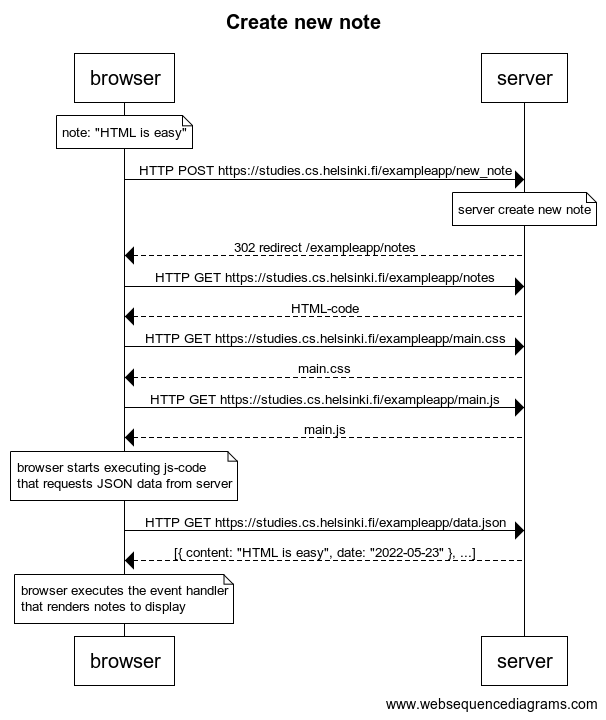 Create new note
browser
server
note: "HTML is easy"
HTTP POST https://studies.cs.helsinki.fi/exampleapp/new_note
server create new note
302 redirect /exampleapp/notes
HTTP GET https://studies.cs.helsinki.fi/exampleapp/notes
HTML-code
HTTP GET https://studies.cs.helsinki.fi/exampleapp/main.css
main.css
HTTP GET https://studies.cs.helsinki.fi/exampleapp/main.js
main.js
browser starts executing js-code
that requests JSON data from server
HTTP GET https://studies.cs.helsinki.fi/exampleapp/data.json
[{ content: "HTML is easy", date: "2022-05-23" }, ...]
browser executes the event handler
that renders notes to display
browser
server
www.websequencediagrams.com